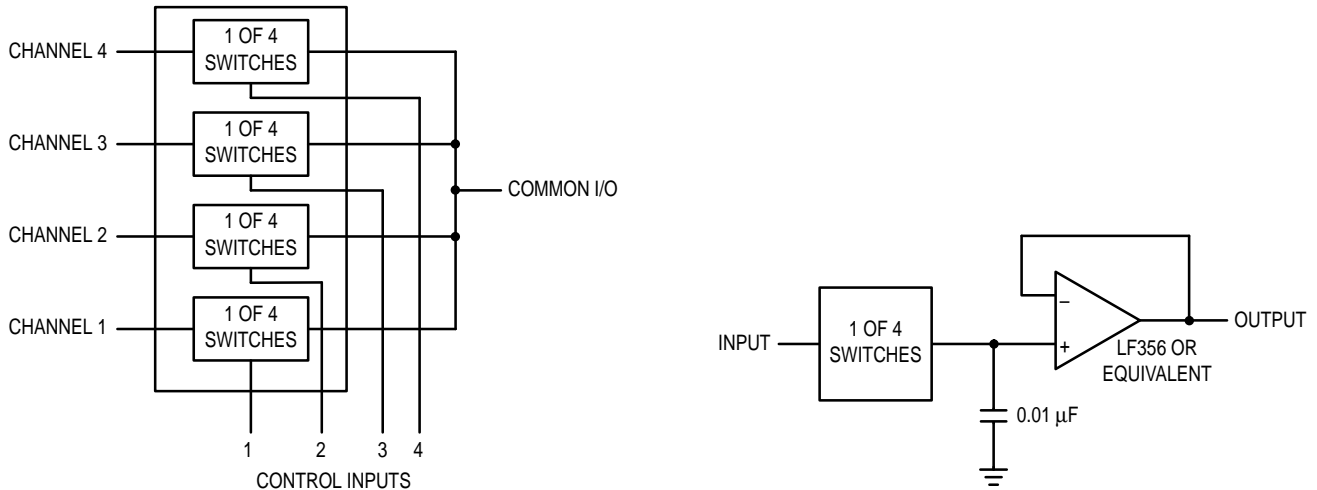 CHANNEL 4
1 OF 4
SWITCHES
CHANNEL 3
1 OF 4
SWITCHES
COMMON I/O
CHANNEL 2
1 OF 4
SWITCHES
CHANNEL 1
1 OF 4
SWITCHES
1 2 3 4
CONTROL INPUTS
INPUT
1 OF 4
SWITCHES
–
+
OUTPUT
LF356 OR
EQUIVALENT
0.01 μF